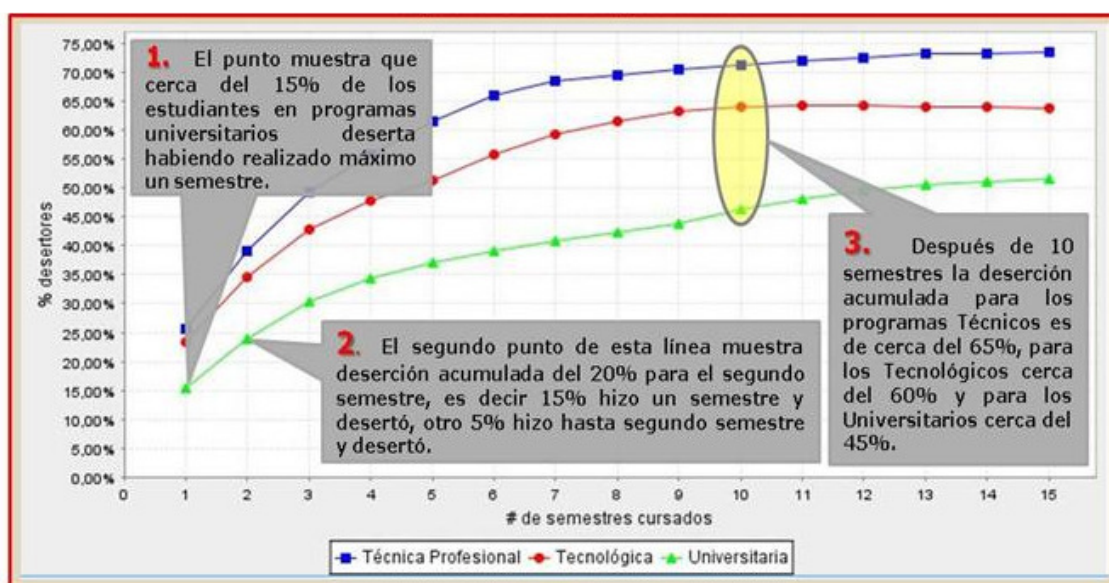 75,00%
70,00%
65,00%
60,00%
55,00%
50,00%
45,00%
40,00%
35,00%
30,00%
25,00%
20,00%
15,00%
10,00%
5,00%
0,00%
% desertores
1. El punto muestra que
cerca del 15% de los
estudiantes en programas
universitarios deserta
habiendo realizado máximo
un semestre.
2. El segundo punto de esta línea muestra
deserción acumulada del 20% para el segundo
semestre, es decir 15% hizo un semestre y
desertó, otro 5% hizo hasta segundo semestre
y desertó.
3. Después de 10
semestres la deserción
acumulada para los
programas Técnicos es
de cerca del 65%, para
los Tecnológicos cerca
del 60% y para los
Universitarios cerca del
45%.
0 1 2 3 4 5 6 7 8 9 10 11 12 13 14 15
# de semestres cursados
Técnica Profesional Tecnológica Universitaria